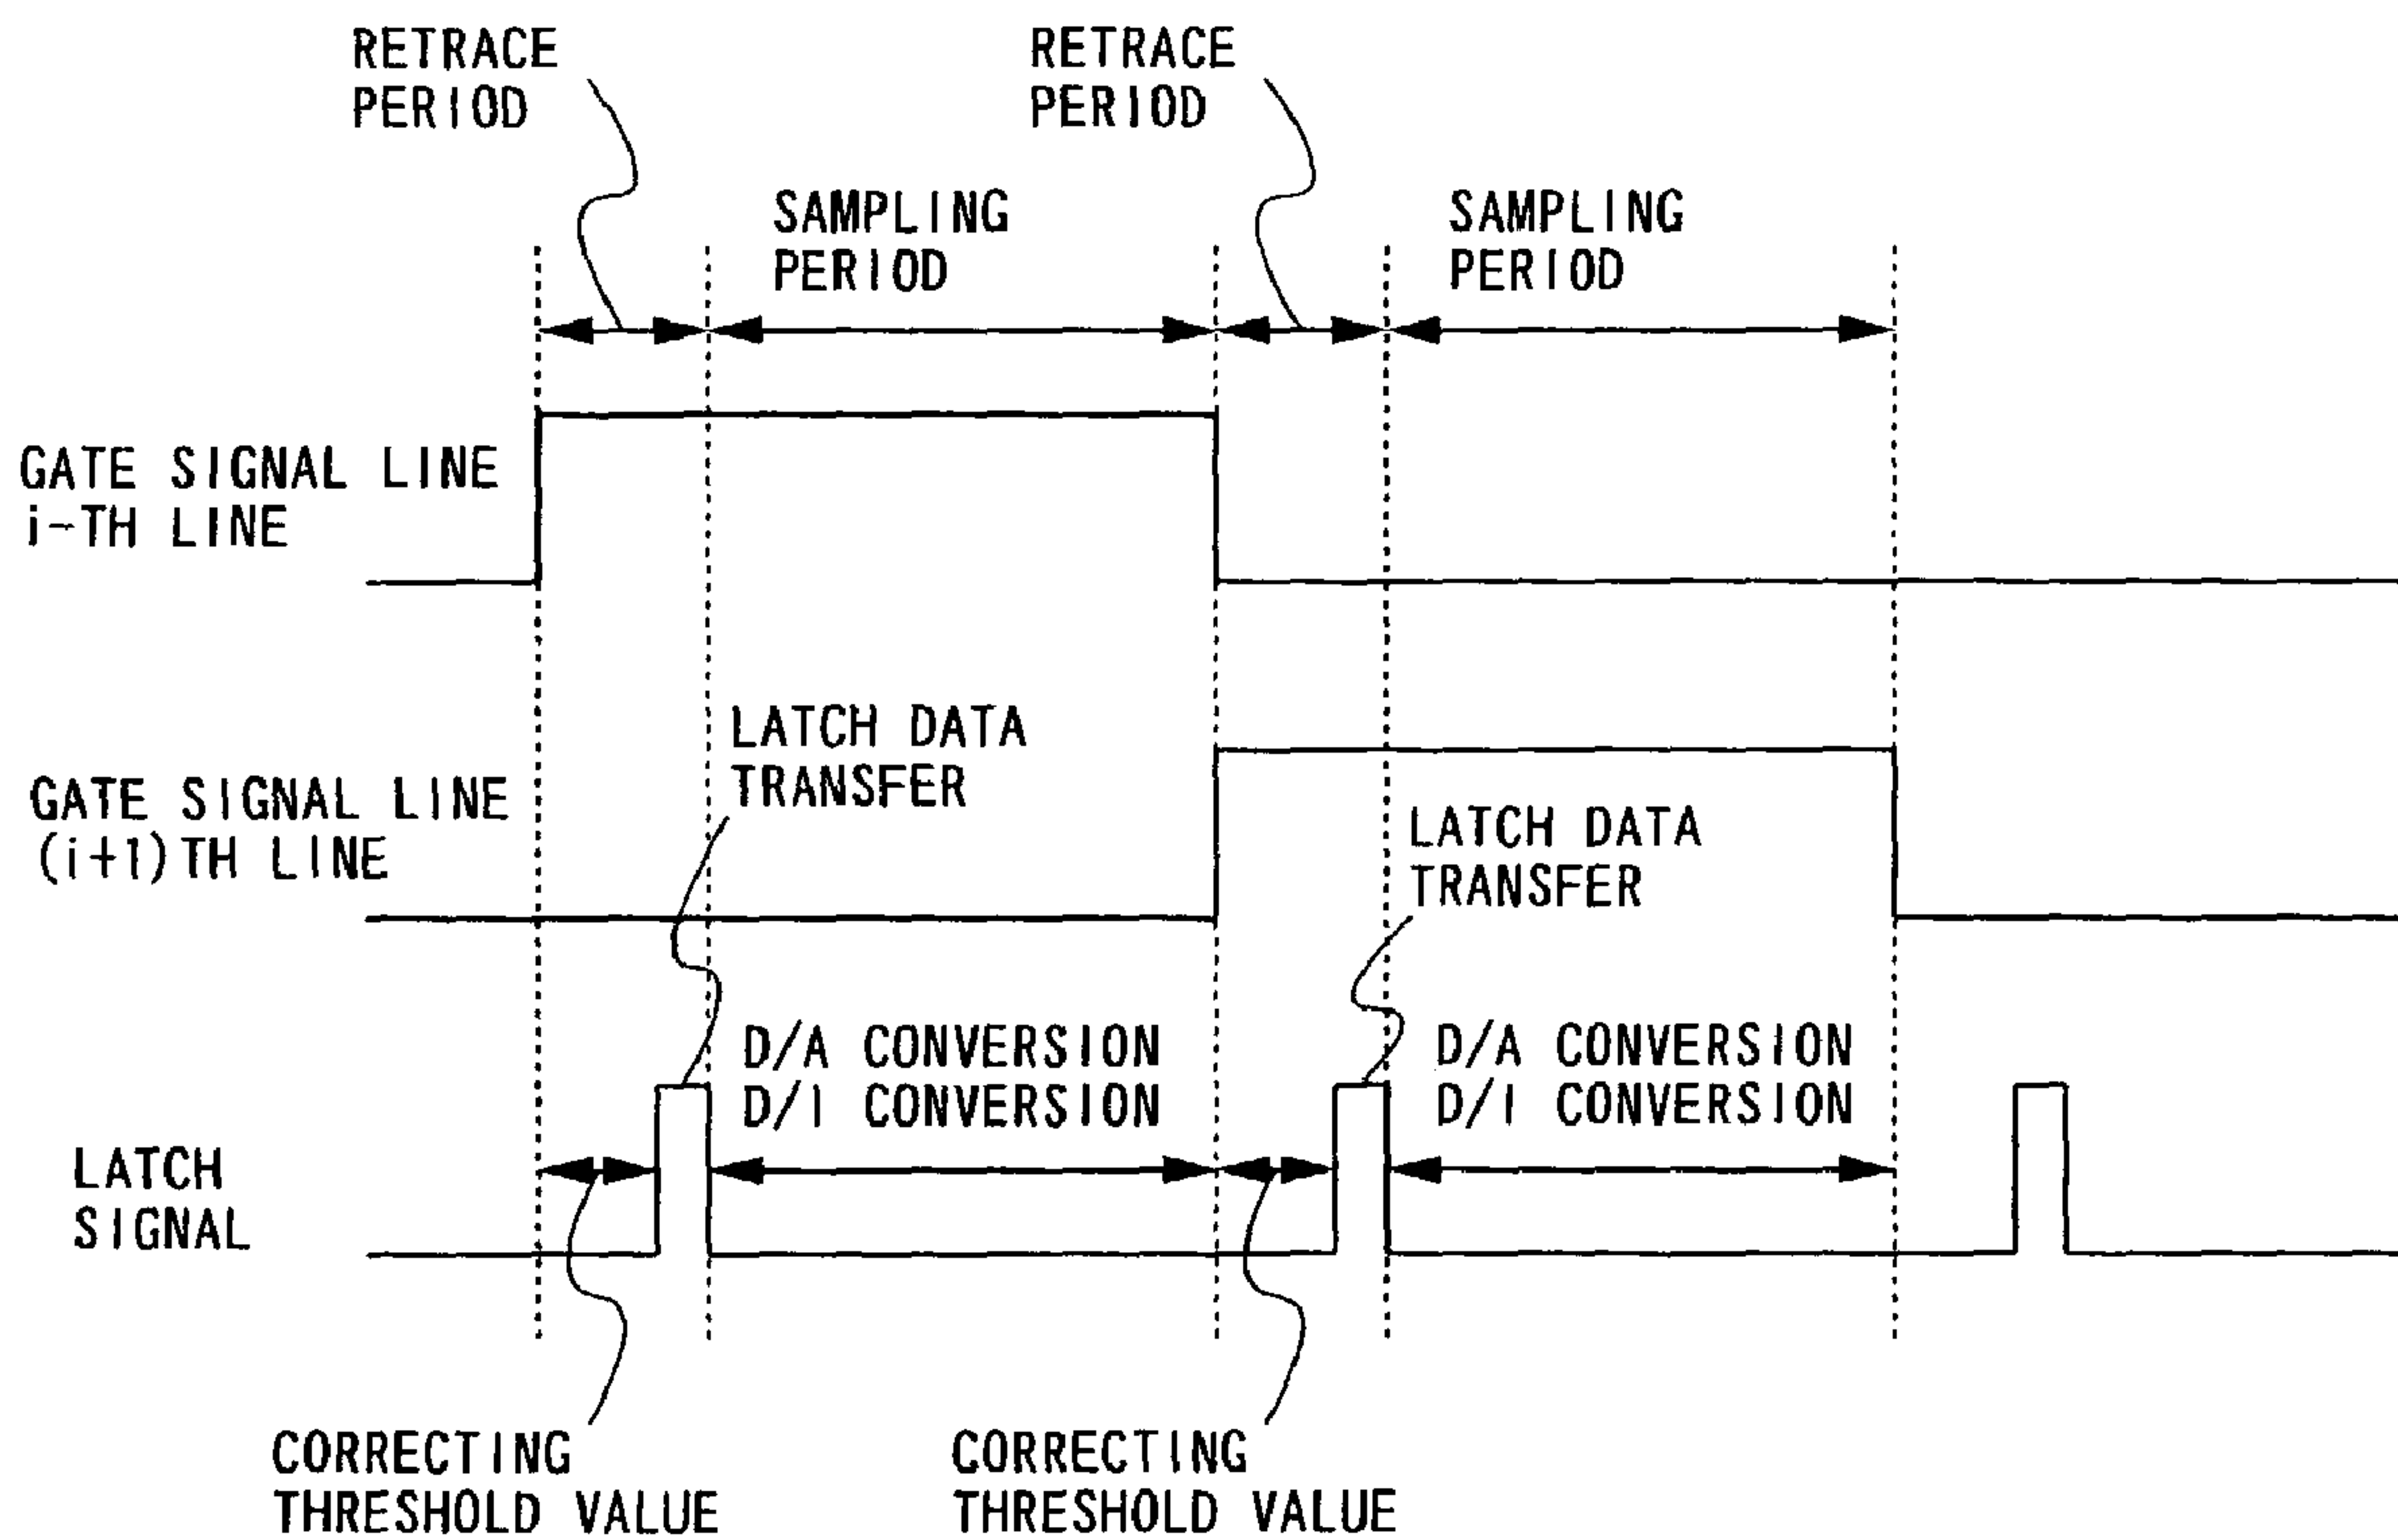 RETRACE
PERIOD
RETRACE
PERIOD
SAMPLING
PERIOD
SAMPLING
PERIOD
GATE SIGNAL LINE
i-TH LINE
LATCH DATA
TRANSFER
GATE SIGNAL LINE
(i+1)TH LINE
LATCH DATA
TRANSFER
D/A CONVERSION
D/I CONVERSION
D/A CONVERSION
D/I CONVERSION
LATCH
SIGNAL
CORRECTING
THRESHOLD VALUE
CORRECTING
THRESHOLD VALUE